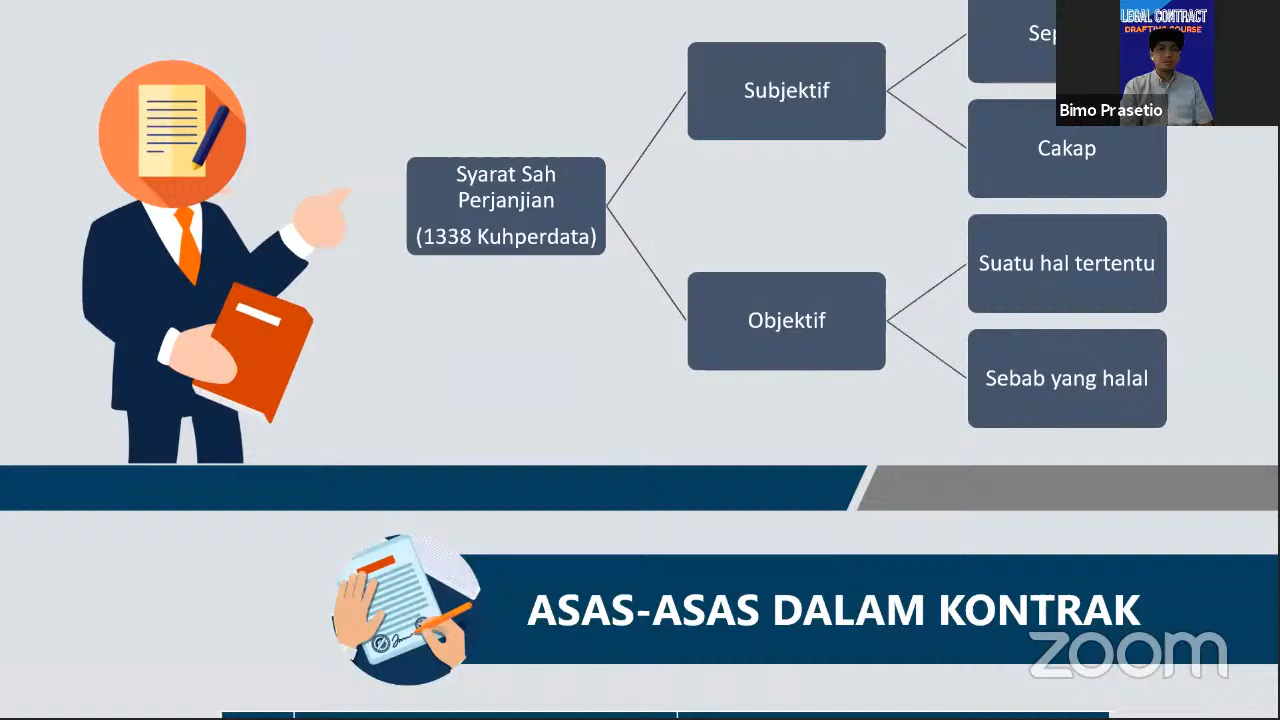 LEGAL CONTRACT
DRAFTING COURSE
Bimo Prasetio
Subjektif
Cakap
Syarat Sah
Perjanjian
(1338 Kuhperdata)
Suatu hal tertentu
Objektif
Sebab yang halal
ASAS-ASAS DALAM KONTRAK
zoom